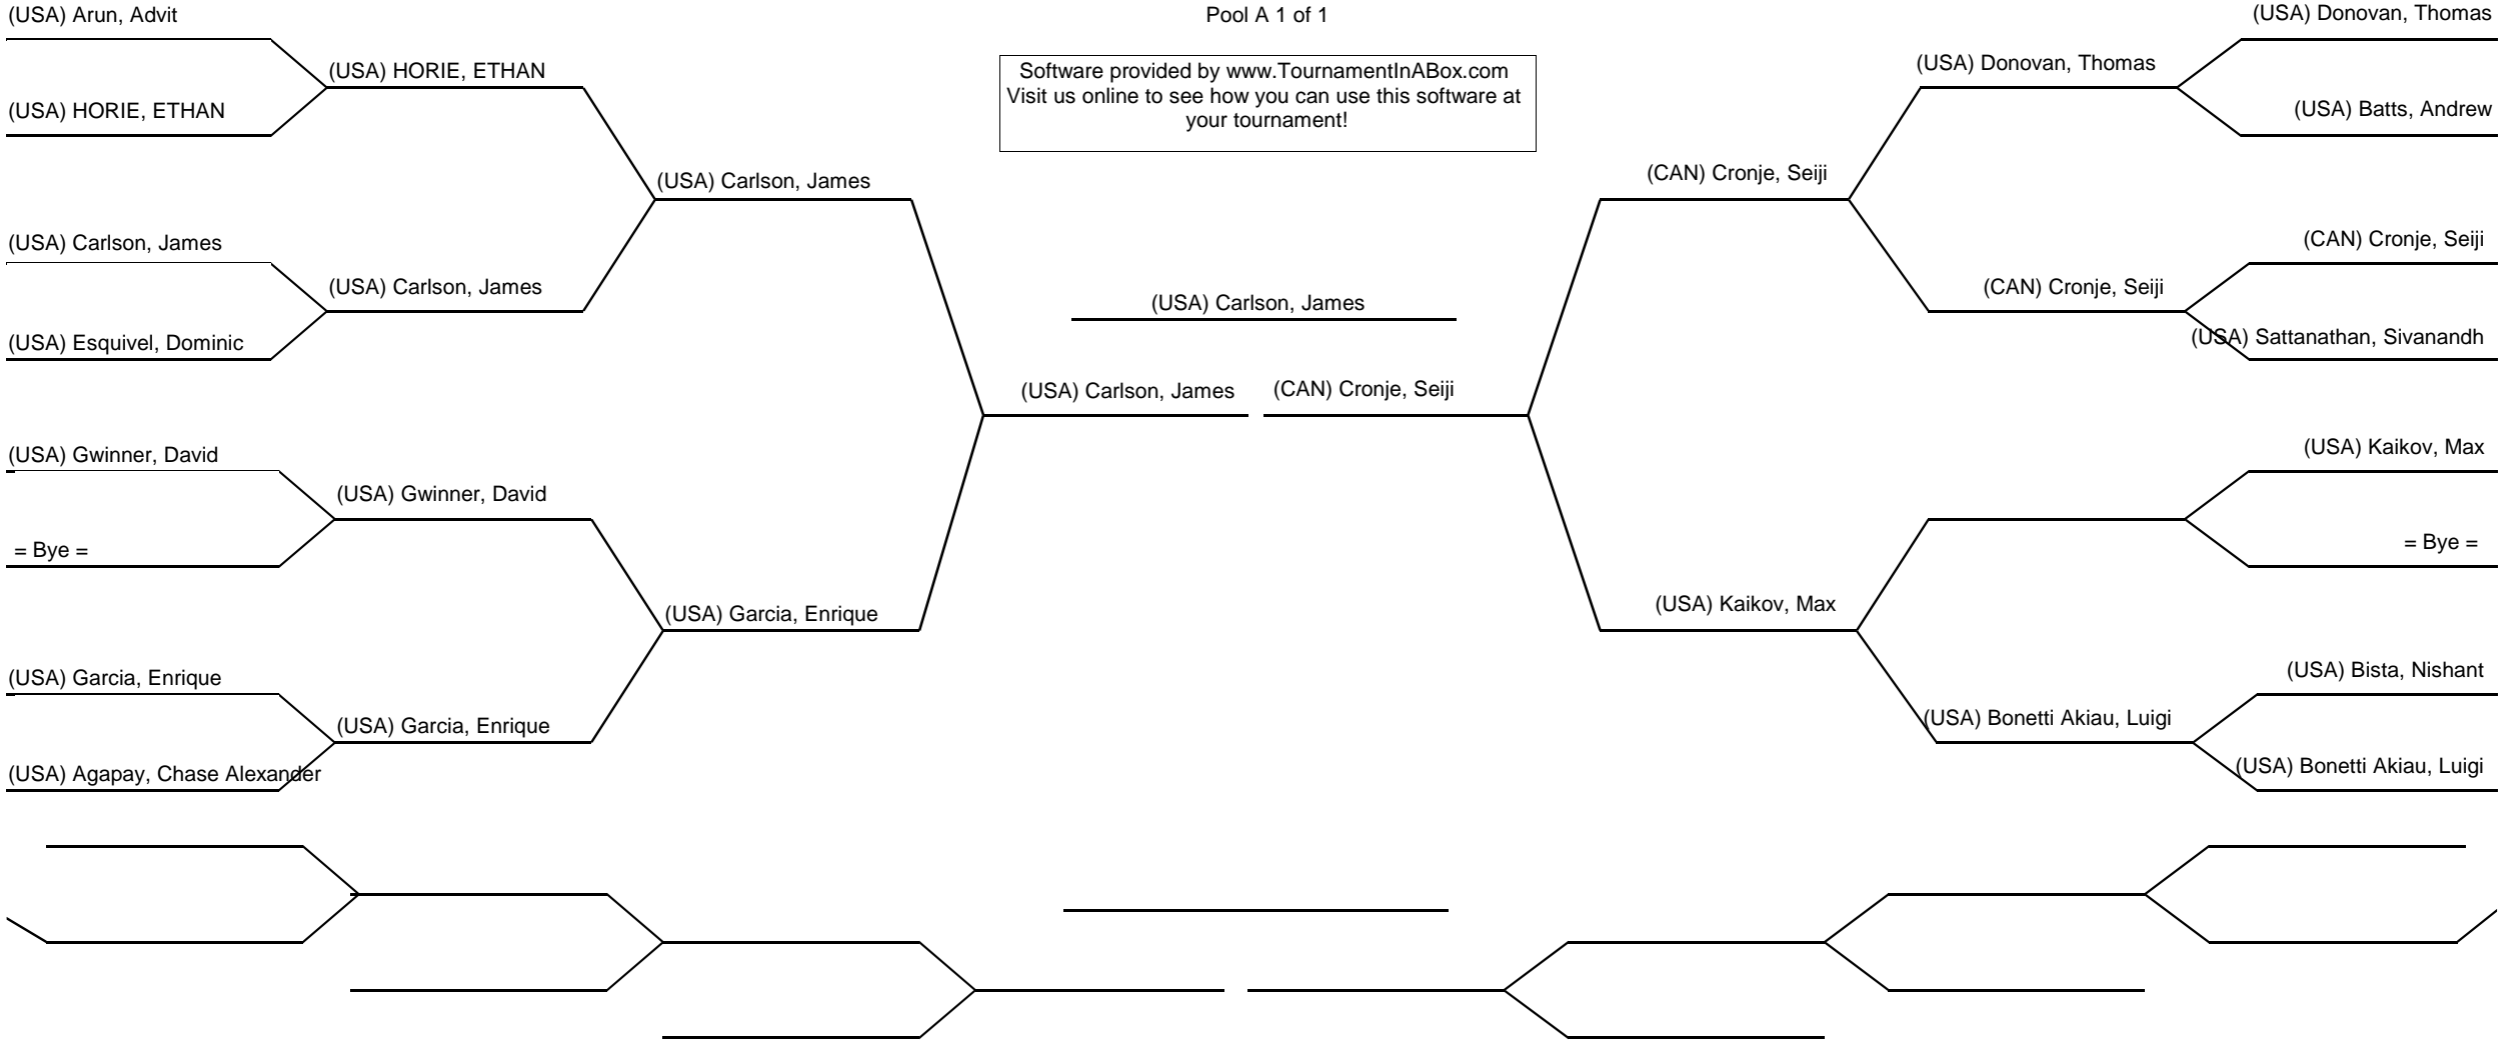 (USA) Arun, Advit
(USA) HORIE, ETHAN
(USA) HORIE, ETHAN
(USA) Carlson, James
(USA) Carlson, James
(USA) Carlson, James
(USA) Esquivel, Dominic
(USA) Gwinner, David
(USA) Gwinner, David
= Bye =
(USA) Garcia, Enrique
(USA) Garcia, Enrique
(USA) Garcia, Enrique
(USA) Agapay, Chase Alexander
Pool A 1 of 1
Software provided by www.TournamentInABox.com
Visit us online to see how you can use this software at
your tournament!
(USA) Carlson, James
(USA) Carlson, James
(CAN) Cronje, Seiji
(USA) Donovan, Thomas
(USA) Donovan, Thomas
(USA) Batts, Andrew
(CAN) Cronje, Seiji
(CAN) Cronje, Seiji
(CAN) Cronje, Seiji
(USA) Sattanathan, Sivanandh
(USA) Kaikov, Max
= Bye =
(USA) Kaikov, Max
(USA) Bista, Nishant
(USA) Bonetti Akiau, Luigi
(USA) Bonetti Akiau, Luigi